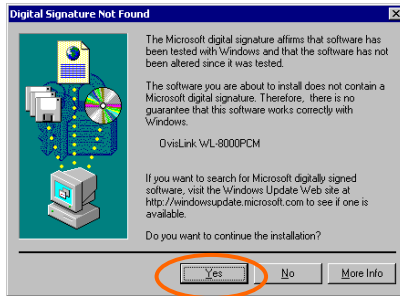 Digital Signature Not Found
The Microsoft digital signature affirms that software has
been tested with Windows and that the software has not
been altered since it was tested.
The software you are about to install does not contain a
Microsoft digital signature. Therefore, there is no
guarantee that this software works correctly with
Windows.
OvisLink WL-8000PCM
If you want to search for Microsoft digitally signed
software, visit the Windows Update Web site at
http://windowsupdate.microsoft.com to see if one is
available.
Do you want to continue the installation?
Yes No More Info